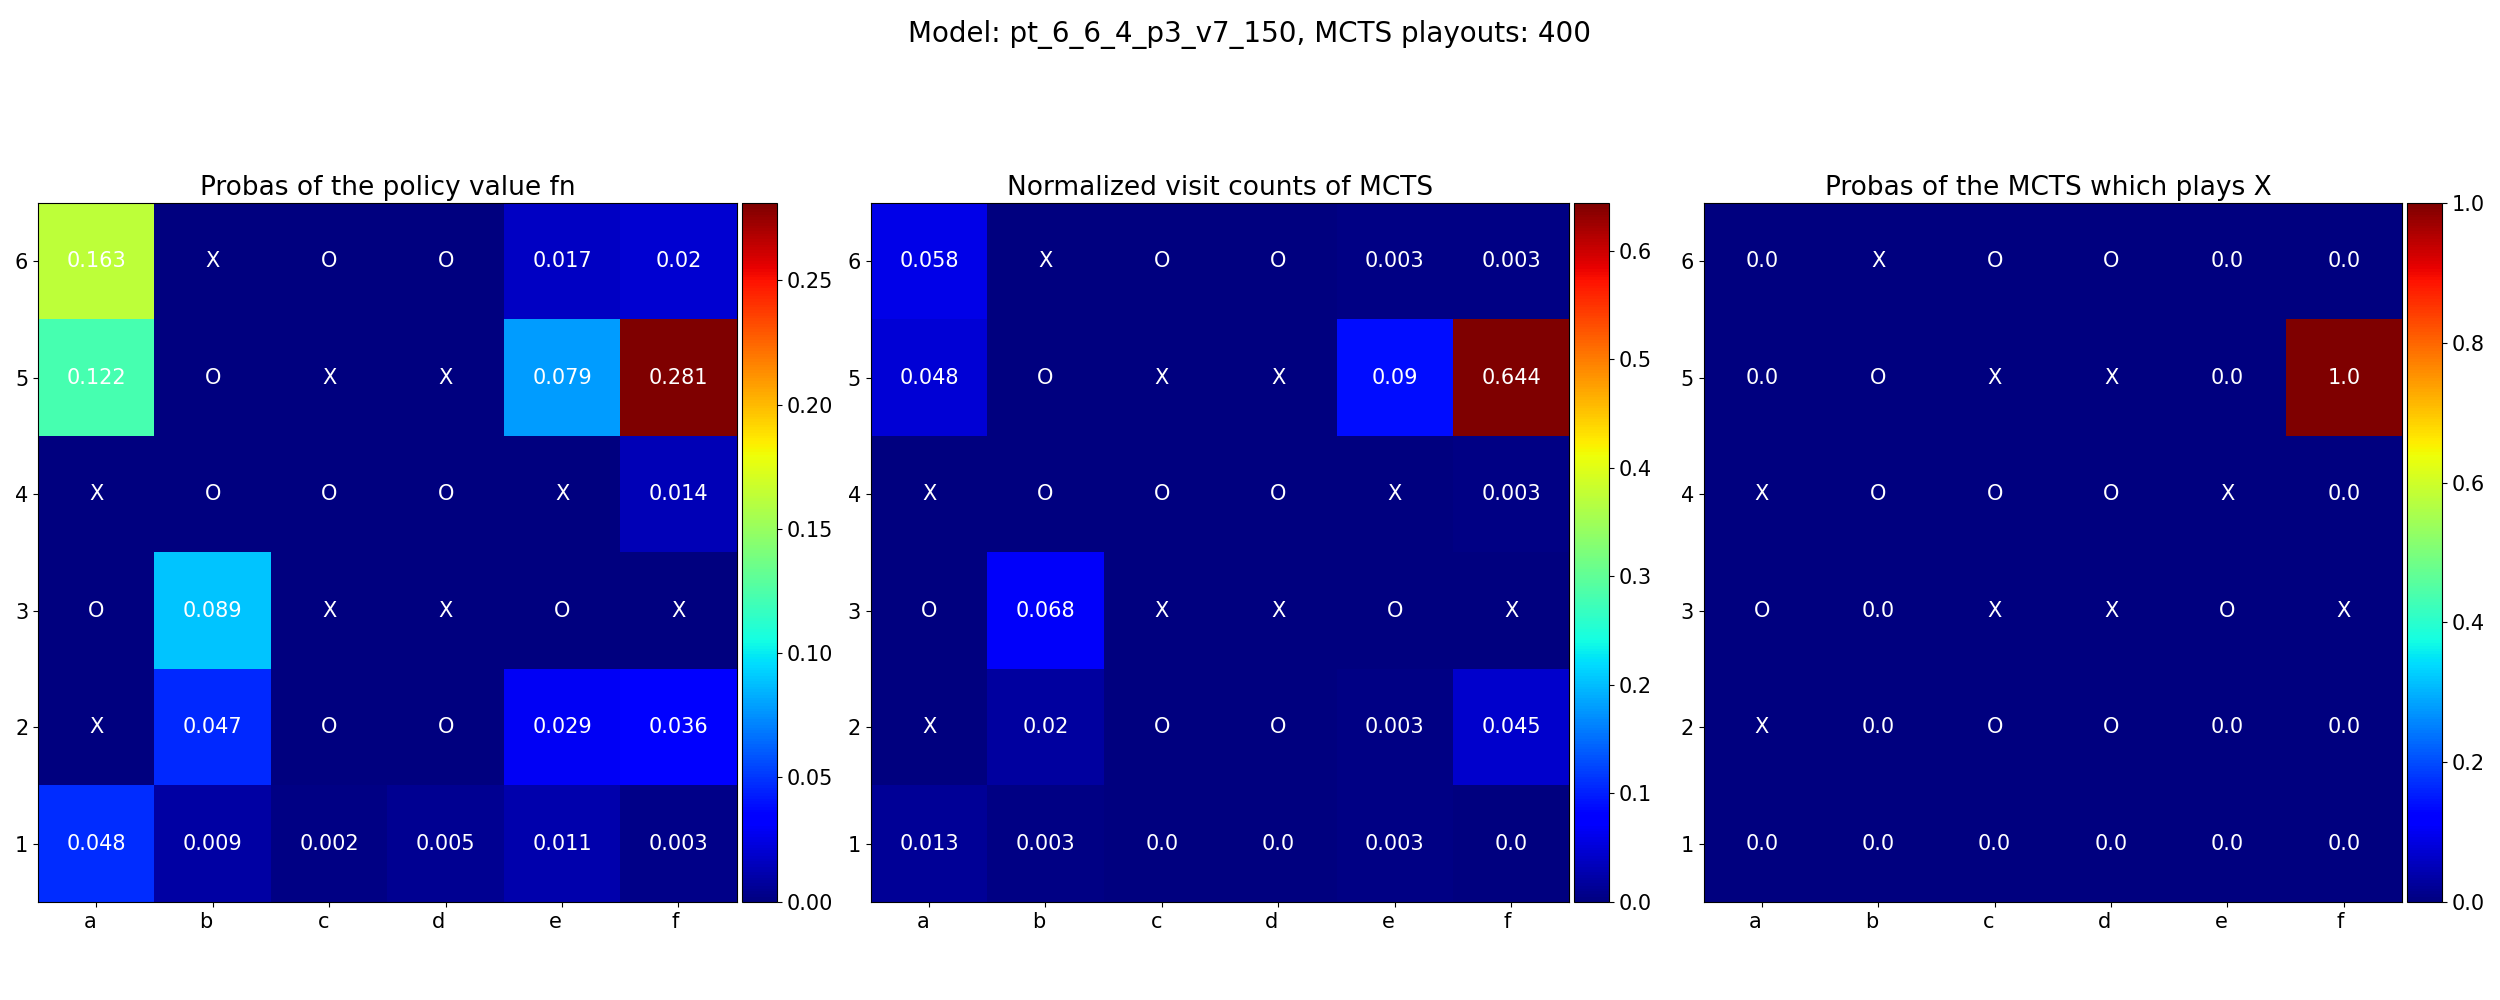 Model: pt_6_6_4_p3_v7_150, MCTS playouts: 400
Probas of the policy value fn
6 0.163 X O O 0.017 0.02
5 0.122 O X X 0.079 0.281
4 X O O O X 0.014
3 O 0.089 X X O X
2 X 0.047 O O 0.029 0.036
1 0.048 0.009 0.002 0.005 0.011 0.003
a b c d e f
0.25
0.20
0.15
0.10
0.05
0.00
Normalized visit counts of MCTS
6 0.058 X O O 0.003 0.003
5 0.048 O X X 0.09 0.644
4 X O O O X 0.003
3 O 0.068 X X O X
2 X 0.02 O O 0.003 0.045
1 0.013 0.003 0.0 0.0 0.003 0.0
a b c d e f
0.6
0.5
0.4
0.3
0.2
0.1
0.0
Probas of the MCTS which plays X
6 0.0 X O O 0.0 0.0
5 0.0 O X X 0.0 1.0
4 X O O O X 0.0
3 O 0.0 X X O X
2 X 0.0 O O 0.0 0.0
1 0.0 0.0 0.0 0.0 0.0 0.0
a b c d e f
1.0
0.8
0.6
0.4
0.2
0.0